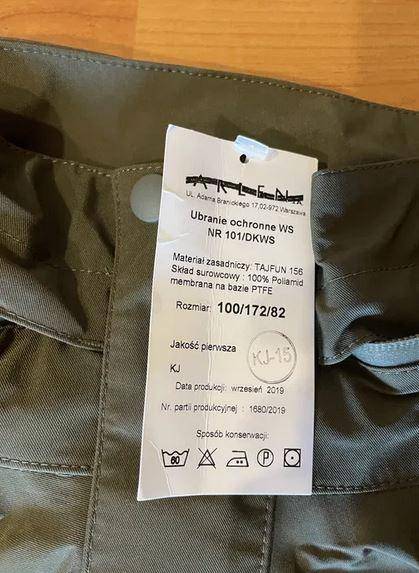 ARLEN
UL. Adama Branickiego 17,02-972 Warszawa
Ubranie ochronne WS
NR 101/DKWS
Materiał zasadniczy: TAJFUN 156
Skład surowcowy : 100% Poliamid
membrana na bazie PTFE
Rozmiar: 100/172/82
Jakość pierwsza
KJ-15
KJ
Data produkcji: wrzesień 2019
Nr. partii produkcyjnej : 1680/2019
Sposób konserwacji:
60 P